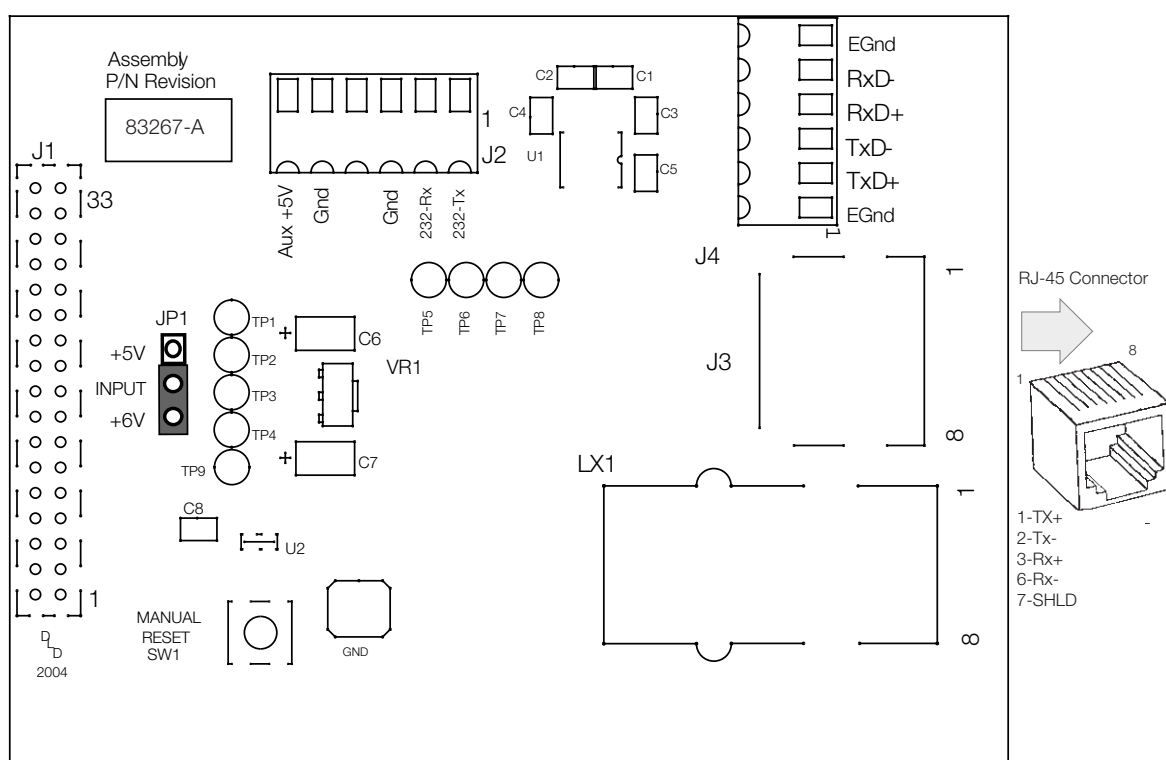 Assembly
P/N Revision
83267-A
J1
33
1
J2
Aux +5V
Gnd
Gnd
232-Rx
232-Tx
C2
C1
C4
C3
U1
C5
EGnd
RxD-
RxD+
TxD-
TxD+
EGnd
1
J4
1
J3
8
RJ-45 Connector
8
1
1-TX+
2-Tx-
3-Rx+
6-Rx-
7-SHLD
-
TP5
TP6
TP7
TP8
JP1
+5V
INPUT
+6V
TP1
TP2
TP3
TP4
TP9
+
C6
VR1
+
C7
LX1
1
8
C8
U2
1
MANUAL
RESET
SW1
GND
DLD
2004